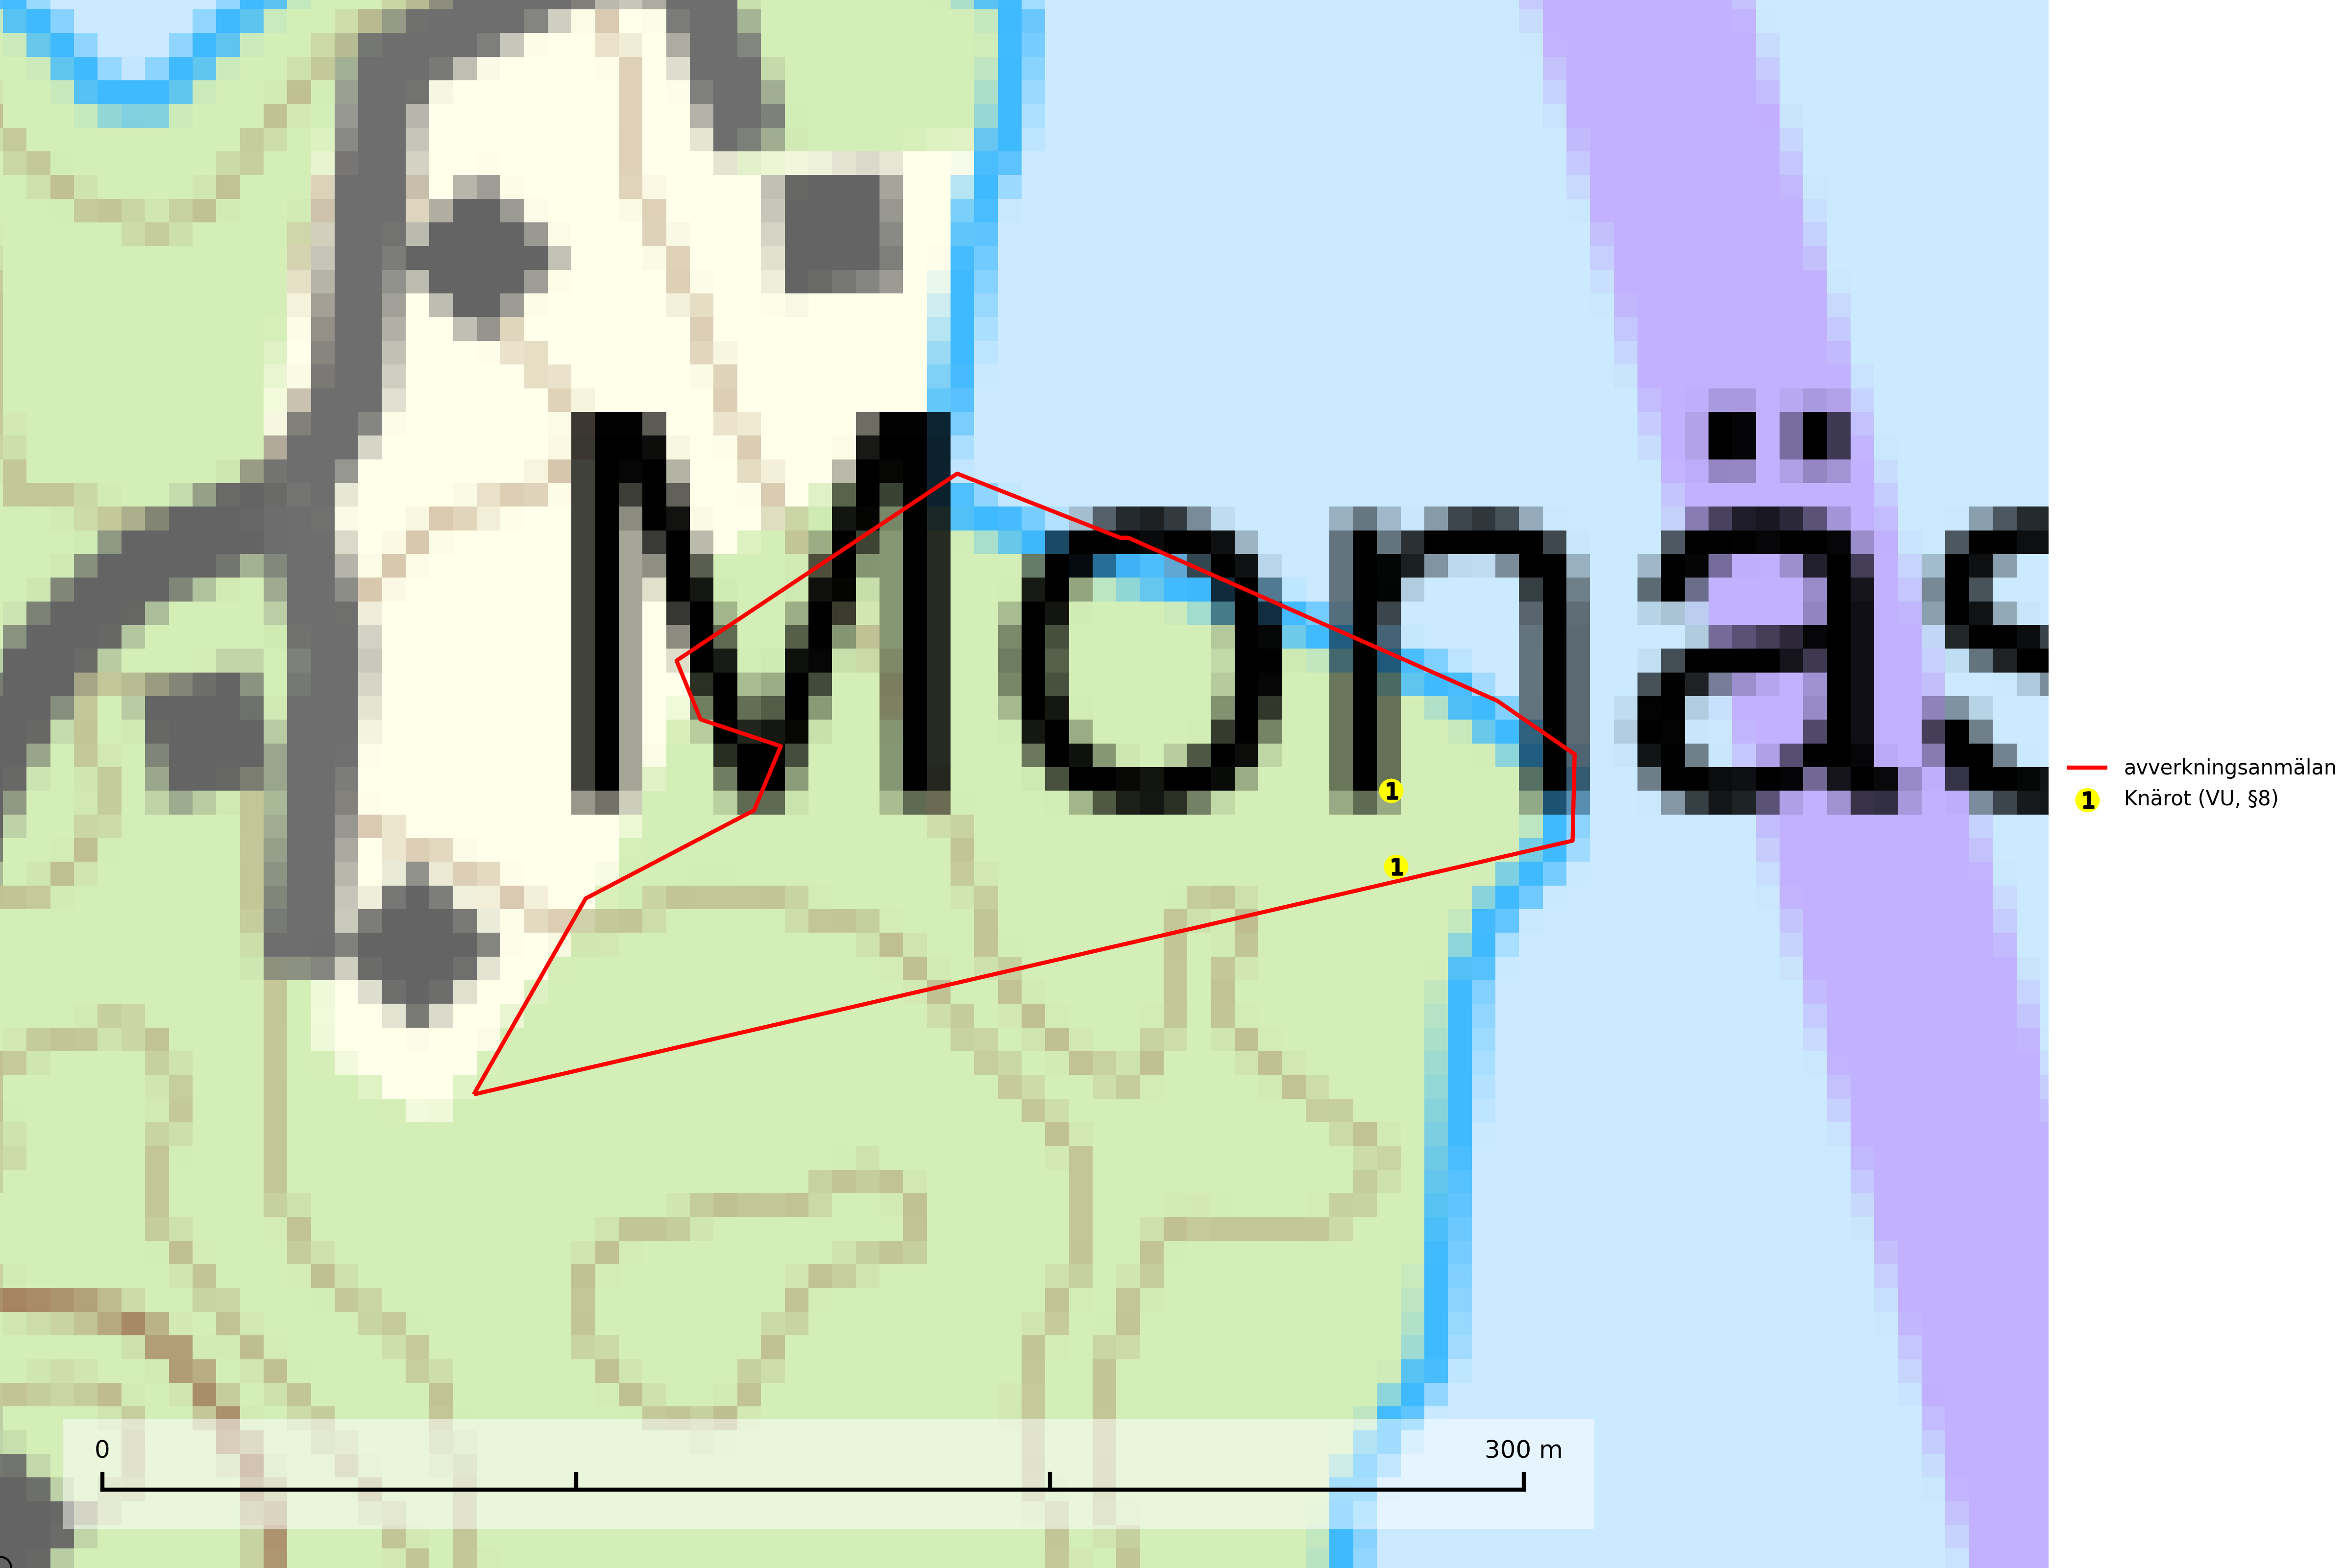 Monäs
1
1
avverkningsanmälan
1 Knärot (VU, §8)
0 300 m